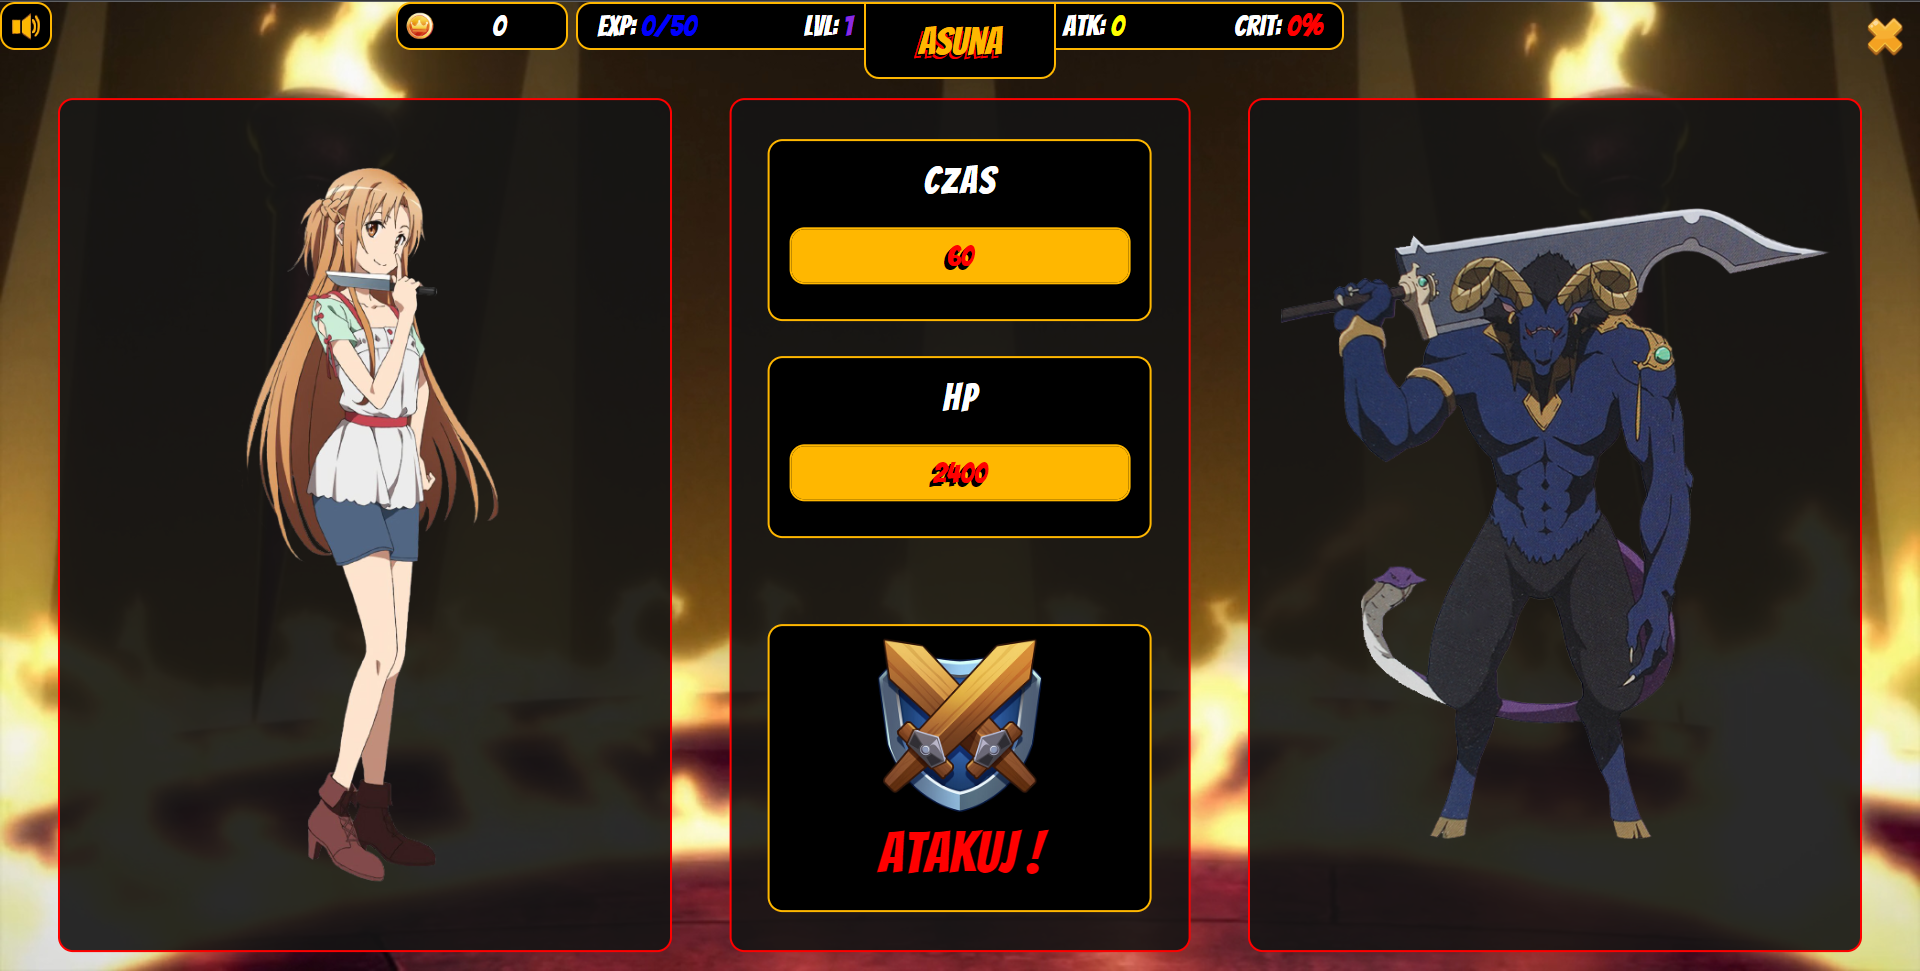 0
EXP: 0/50
LVL: 1
ASUNA
ATK: 0
CRIT: 0%
CZAS
60
HP
2400
ATAKUJ !